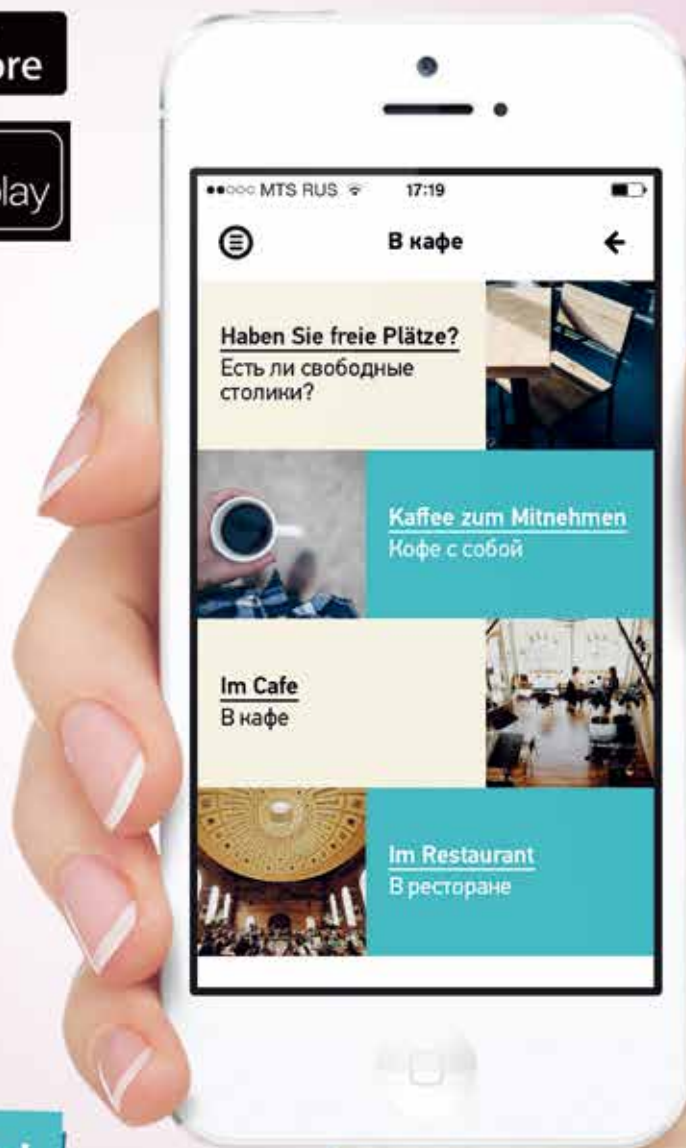 ore
play
MTS RUS 17:19
В кафе
Haben Sie freie Plätze?
Есть ли свободные
столики?
Kaffee zum Mitnehmen
Кофе с собой
Im Cafe
В кафе
Im Restaurant
В ресторане